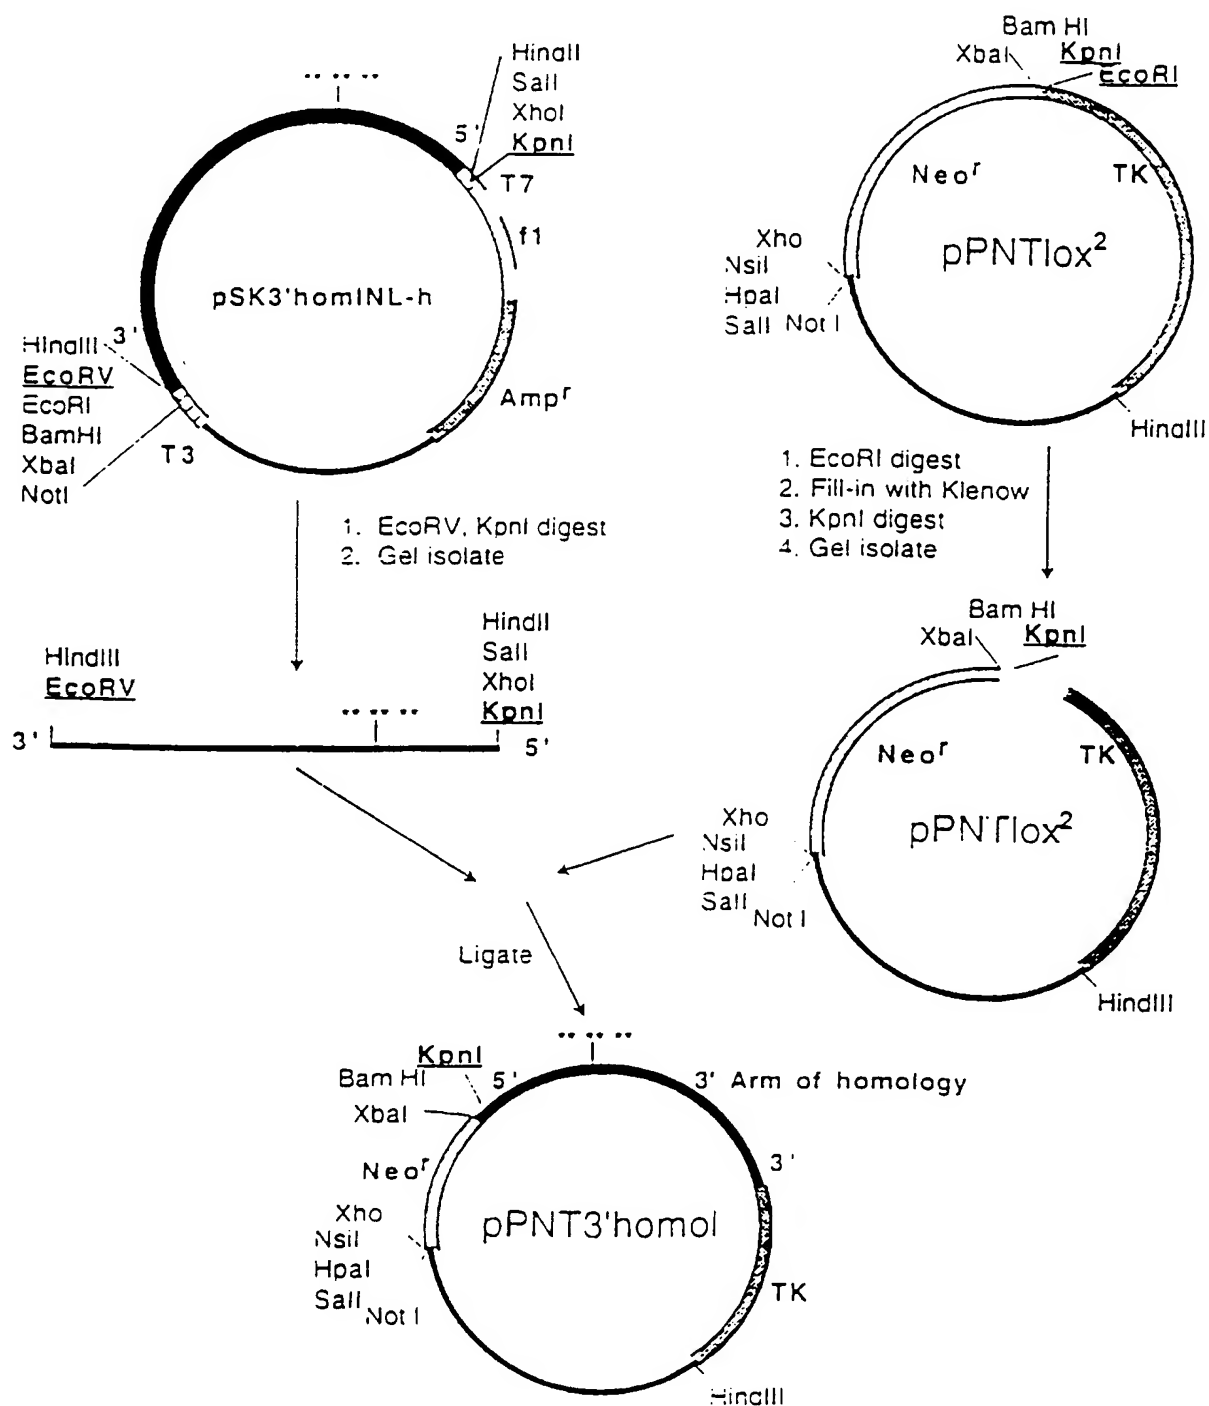 HindII
SalI
XhoI
KpnI
5'
T7
f1
pSK3'homINL-h
Ampr
3'
HindIII
EcoRV
EcoRI
BamHI
XbaI
NotI
T3
Bam HI
XbaI
KpnI
EcoRI
Neor
TK
pPNTlox2
Xho
NsiI
HpaI
SalI
Not I
HindIII
1. EcoRV, KpnI digest
2. Gel isolate
1. EcoRI digest
2. Fill-in with Klenow
3. KpnI digest
4. Gel isolate
HindIII
EcoRV
HindII
SalI
XhoI
KpnI
3'
5'
Bam HI
XbaI
KpnI
Neor
TK
pPNTlox2
Xho
NsiI
HpaI
SalI
Not I
HindIII
Ligate
KpnI
Bam HI
XbaI
5'
3' Arm of homology
3'
Neor
pPNT3'homol
Xho
NsiI
HpaI
SalI
Not I
TK
HindIII